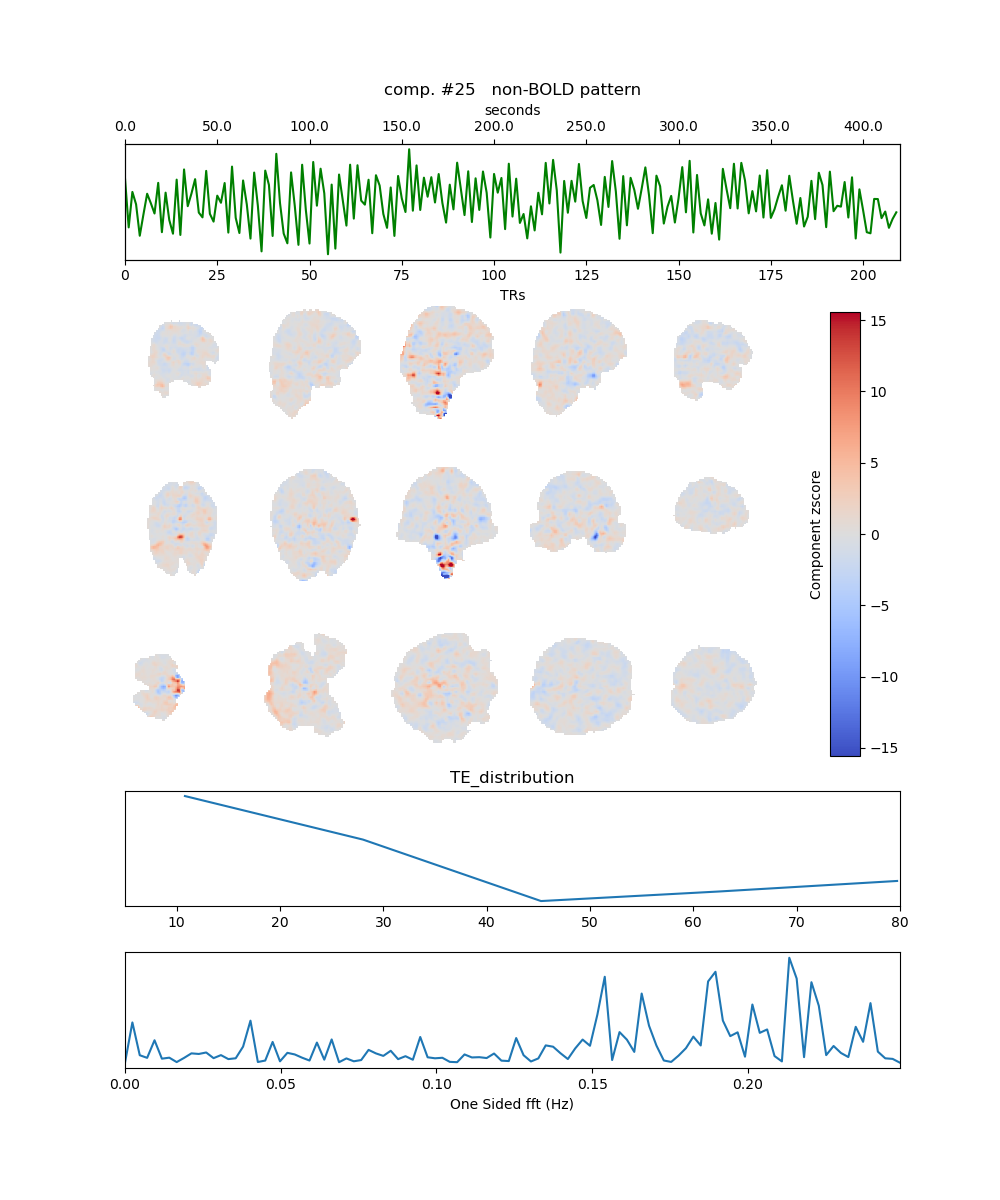 comp. #25   non-BOLD pattern
seconds
0.0 50.0 100.0 150.0 200.0 250.0 300.0 350.0 400.0
0 25 50 75 100 125 150 175 200
TRs
15
10
5
0
−5
−10
−15
Component zscore
TE_distribution
10 20 30 40 50 60 70 80
0.00 0.05 0.10 0.15 0.20
One Sided fft (Hz)